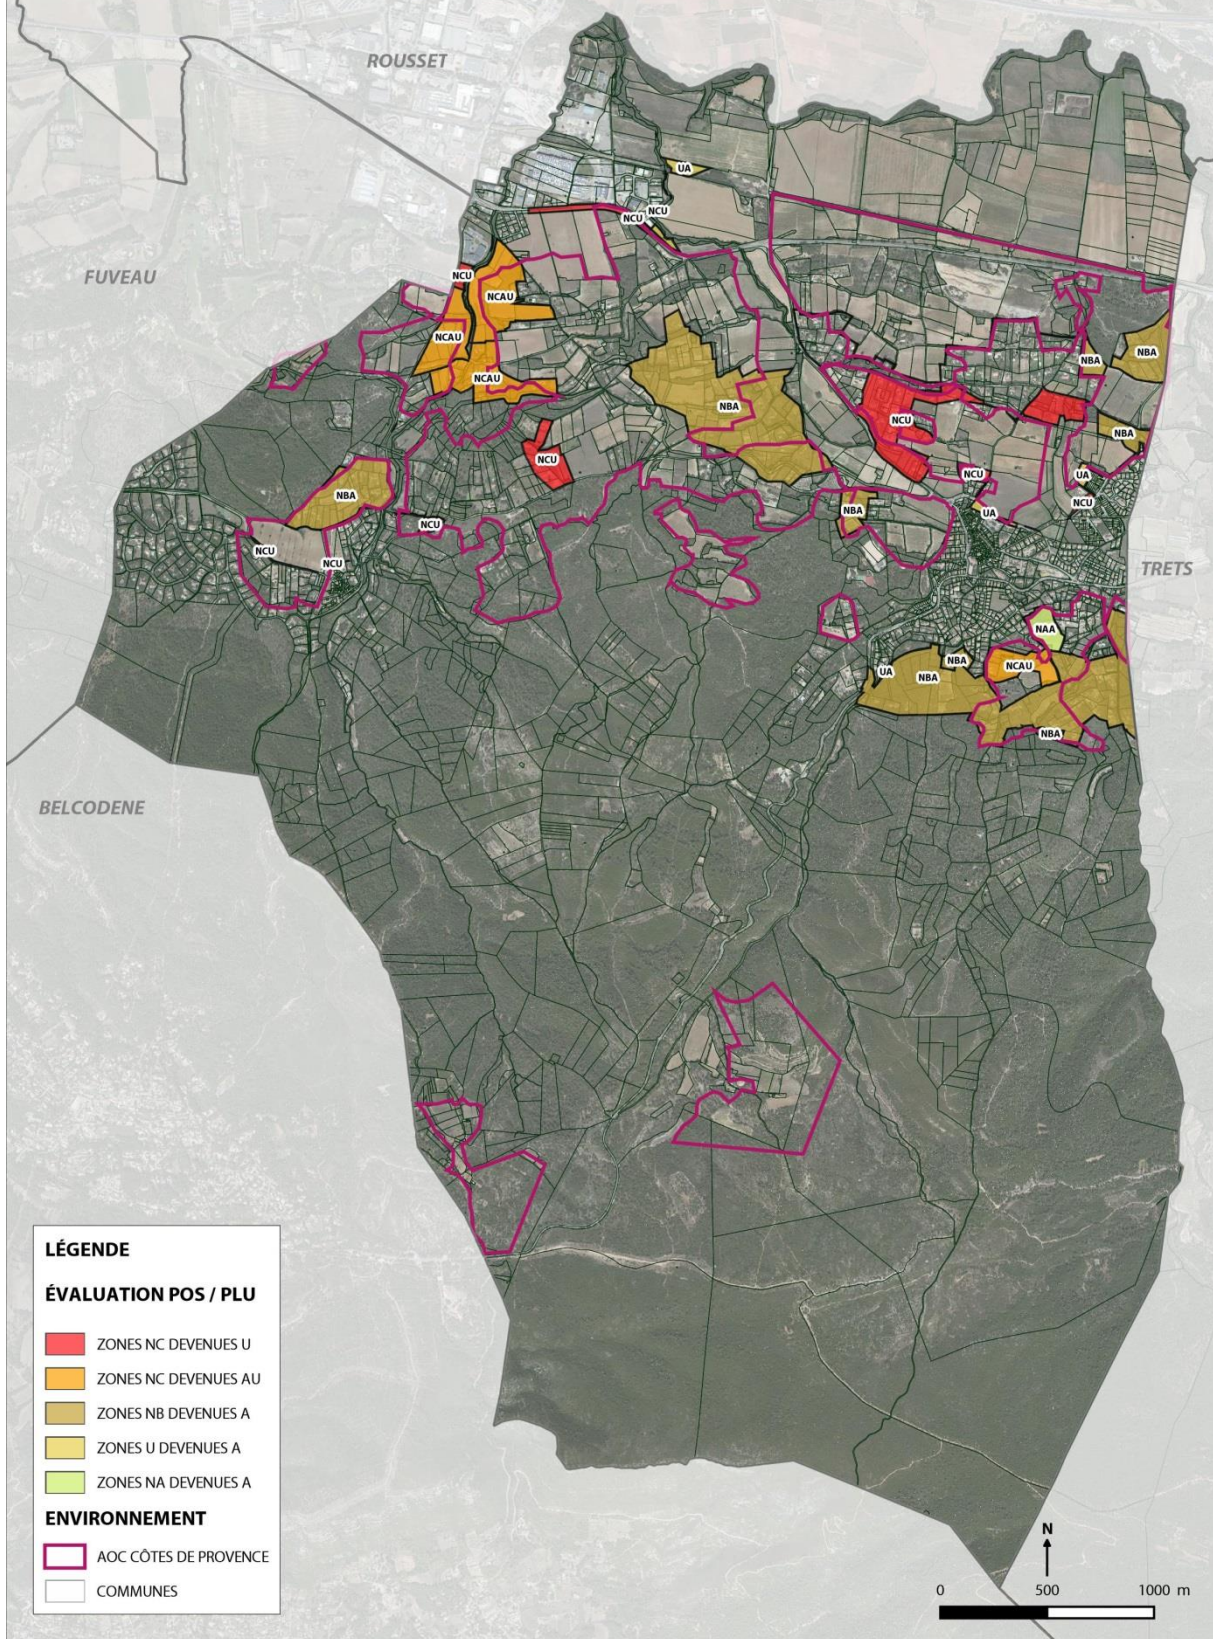 ROUSSET
UA
NCU
NCU
FUVEAU
NCU
NCAU
NCAU
NBA
NBA
NCAU
NBA
NCU
NBA
NCU
NCU
UA
NBA
NCU
NBA
UA
NCU
NCU
NCU
TRETS
NAA
NBA
NCAU
UA
NBA
NBA
BELCODENE
LÉGENDE
ÉVALUATION POS / PLU
ZONES NC DEVENUES U
ZONES NC DEVENUES AU
ZONES NB DEVENUES A
ZONES U DEVENUES A
ZONES NA DEVENUES A
ENVIRONNEMENT
AOC CÔTES DE PROVENCE
COMMUNES
N
0 500 1000 m